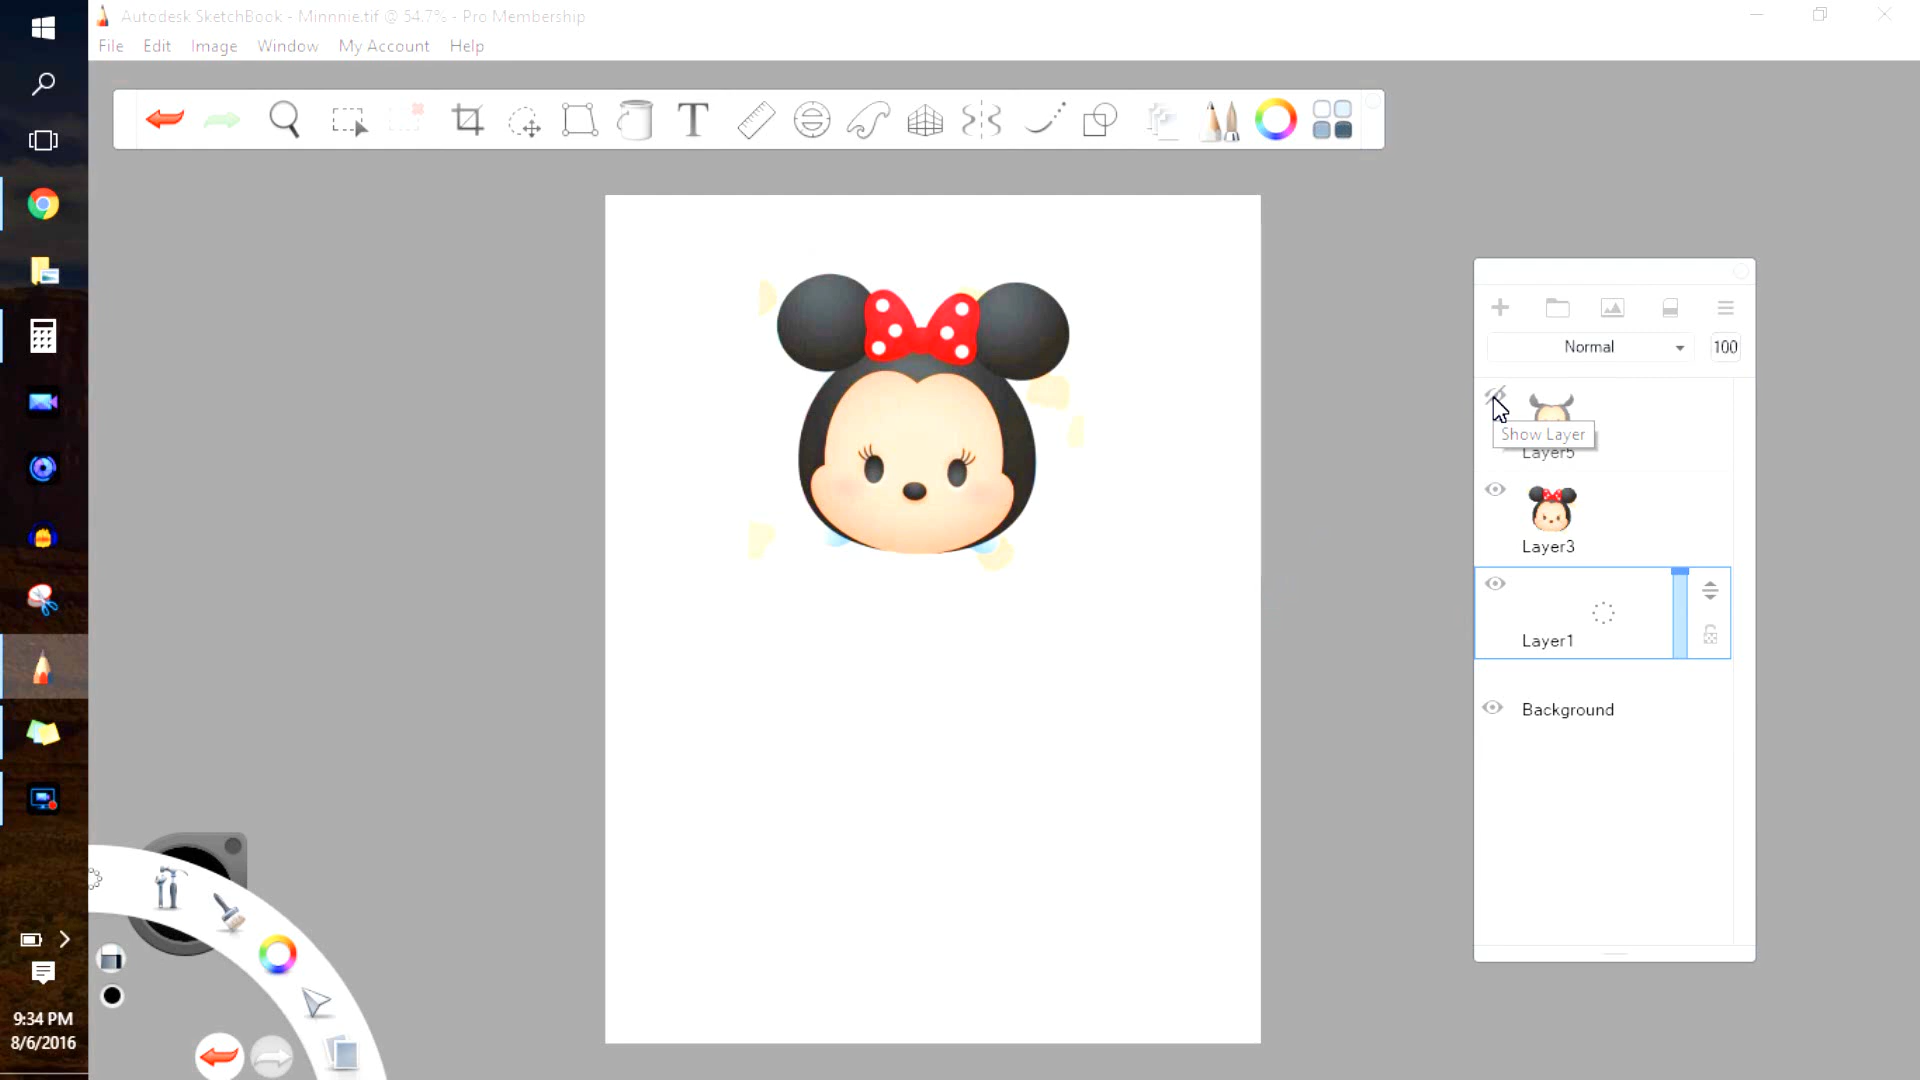 Autodesk SketchBook - Minnnie.tif @ 54.7% - Pro Membership
File Edit Image Window My Account Help
T
Normal 100
Show Layer
Layer5
Layer3
Layer1
Background
9:34 PM
8/6/2016